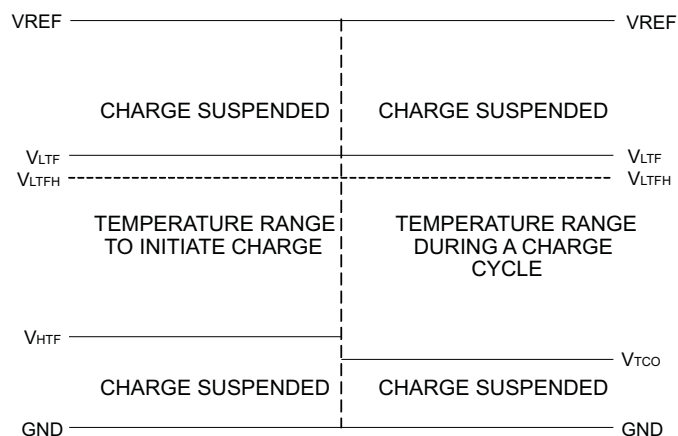 VREF VREF
CHARGE SUSPENDED CHARGE SUSPENDED
VLTF VLTF
VLTFH VLTFH
TEMPERATURE RANGE TEMPERATURE RANGE
TO INITIATE CHARGE DURING A CHARGE
CYCLE
VHTF
VTCO
CHARGE SUSPENDED CHARGE SUSPENDED
GND GND